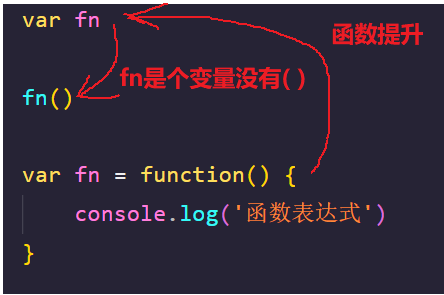 var fn
函数提升
fn是个变量没有( )
fn()
var fn = function() {
console.log('函数表达式')
}